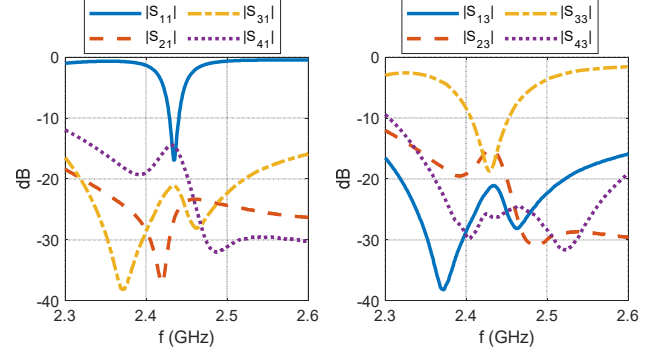 |S11| |S31|
|S21| |S41|
0
-10
-20
-30
-40
dB
2.3 2.4 2.5 2.6
f (GHz)
|S13| |S33|
|S23| |S43|
0
-10
-20
-30
-40
dB
2.3 2.4 2.5 2.6
f (GHz)